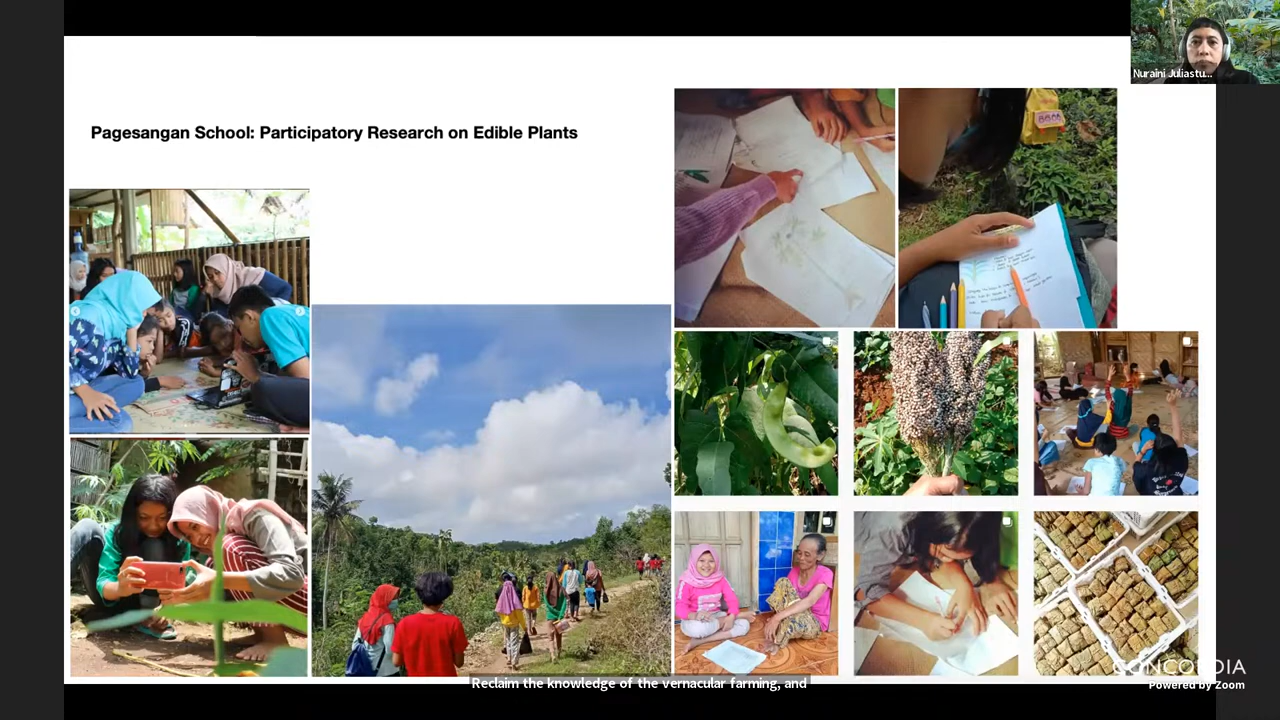 Nuraini Juliastu...
Pagesangan School: Participatory Research on Edible Plants
Reclaim the knowledge of the vernacular farming, and
CONCORDIA
Powered by Zoom